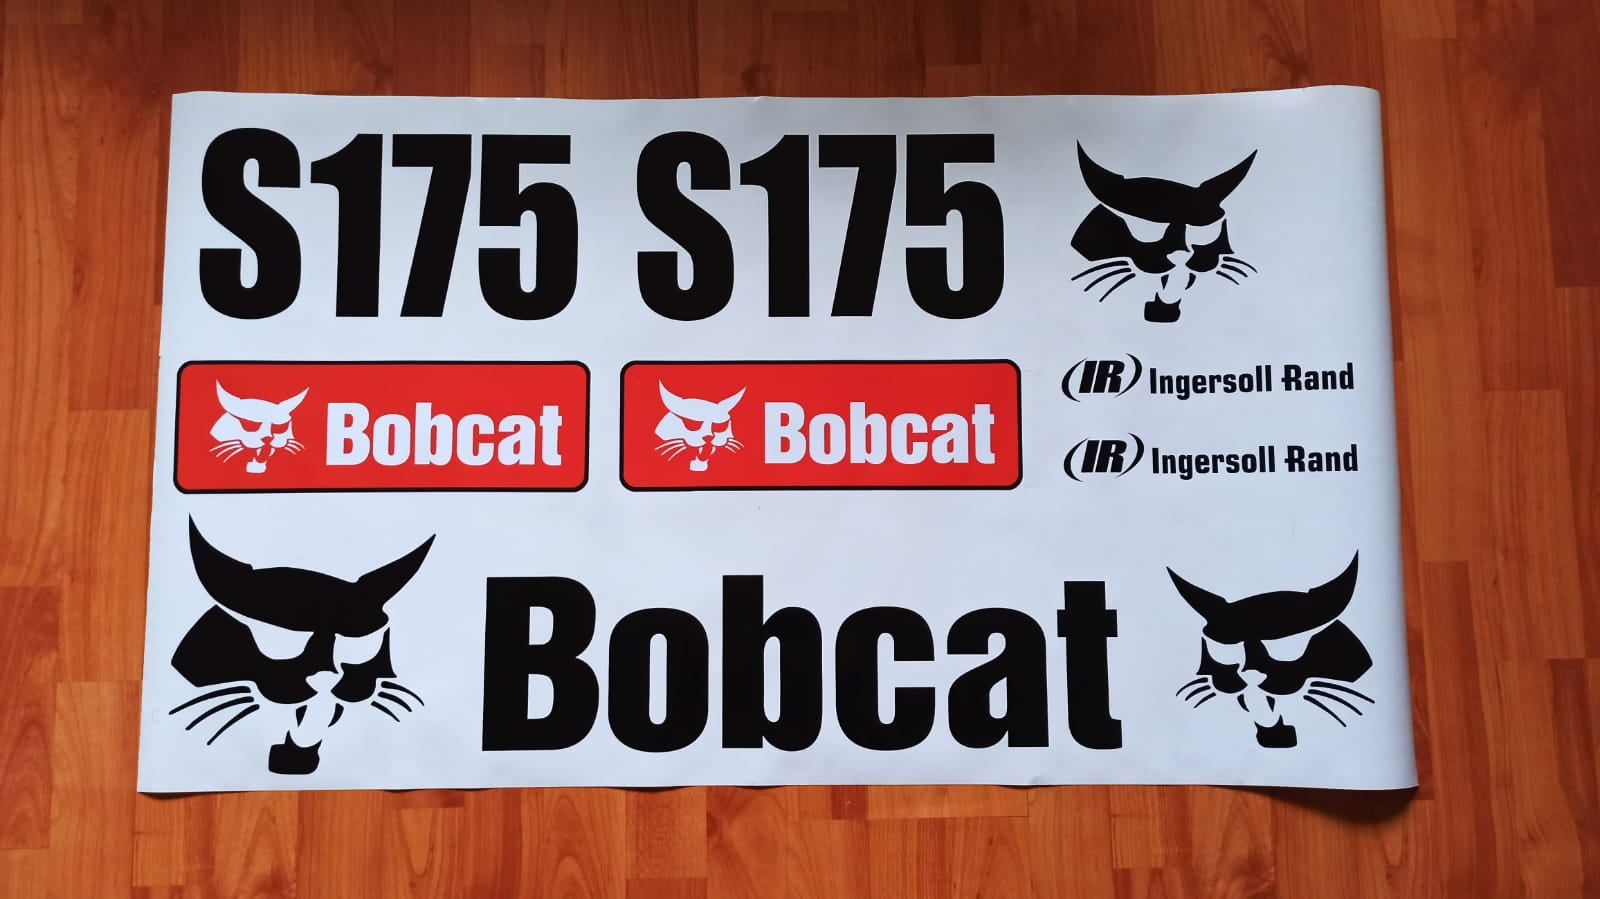 S175 S175
Bobcat Bobcat
IR Ingersoll Rand
IR Ingersoll Rand
Bobcat